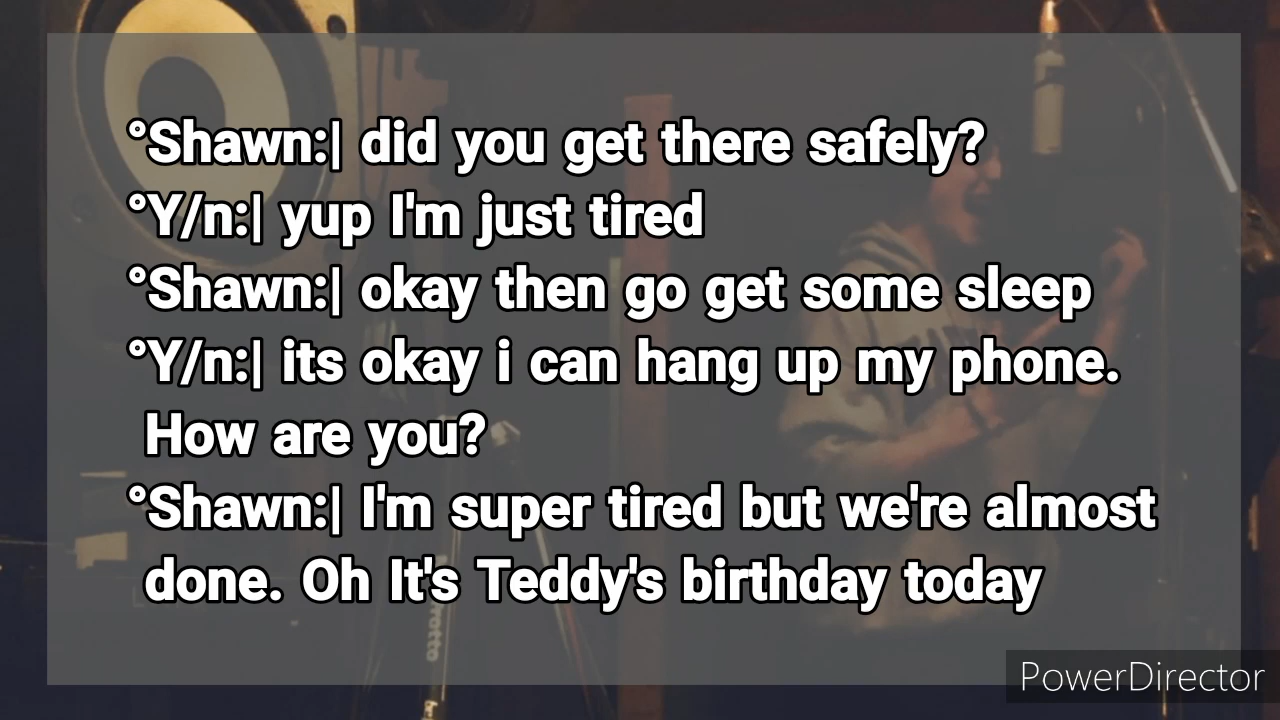 °Shawn:| did you get there safely?
°Y/n:| yup I'm just tired
°Shawn:| okay then go get some sleep
°Y/n:| its okay i can hang up my phone.
How are you?
°Shawn:| I'm super tired but we're almost
done. Oh It's Teddy's birthday today
PowerDirector